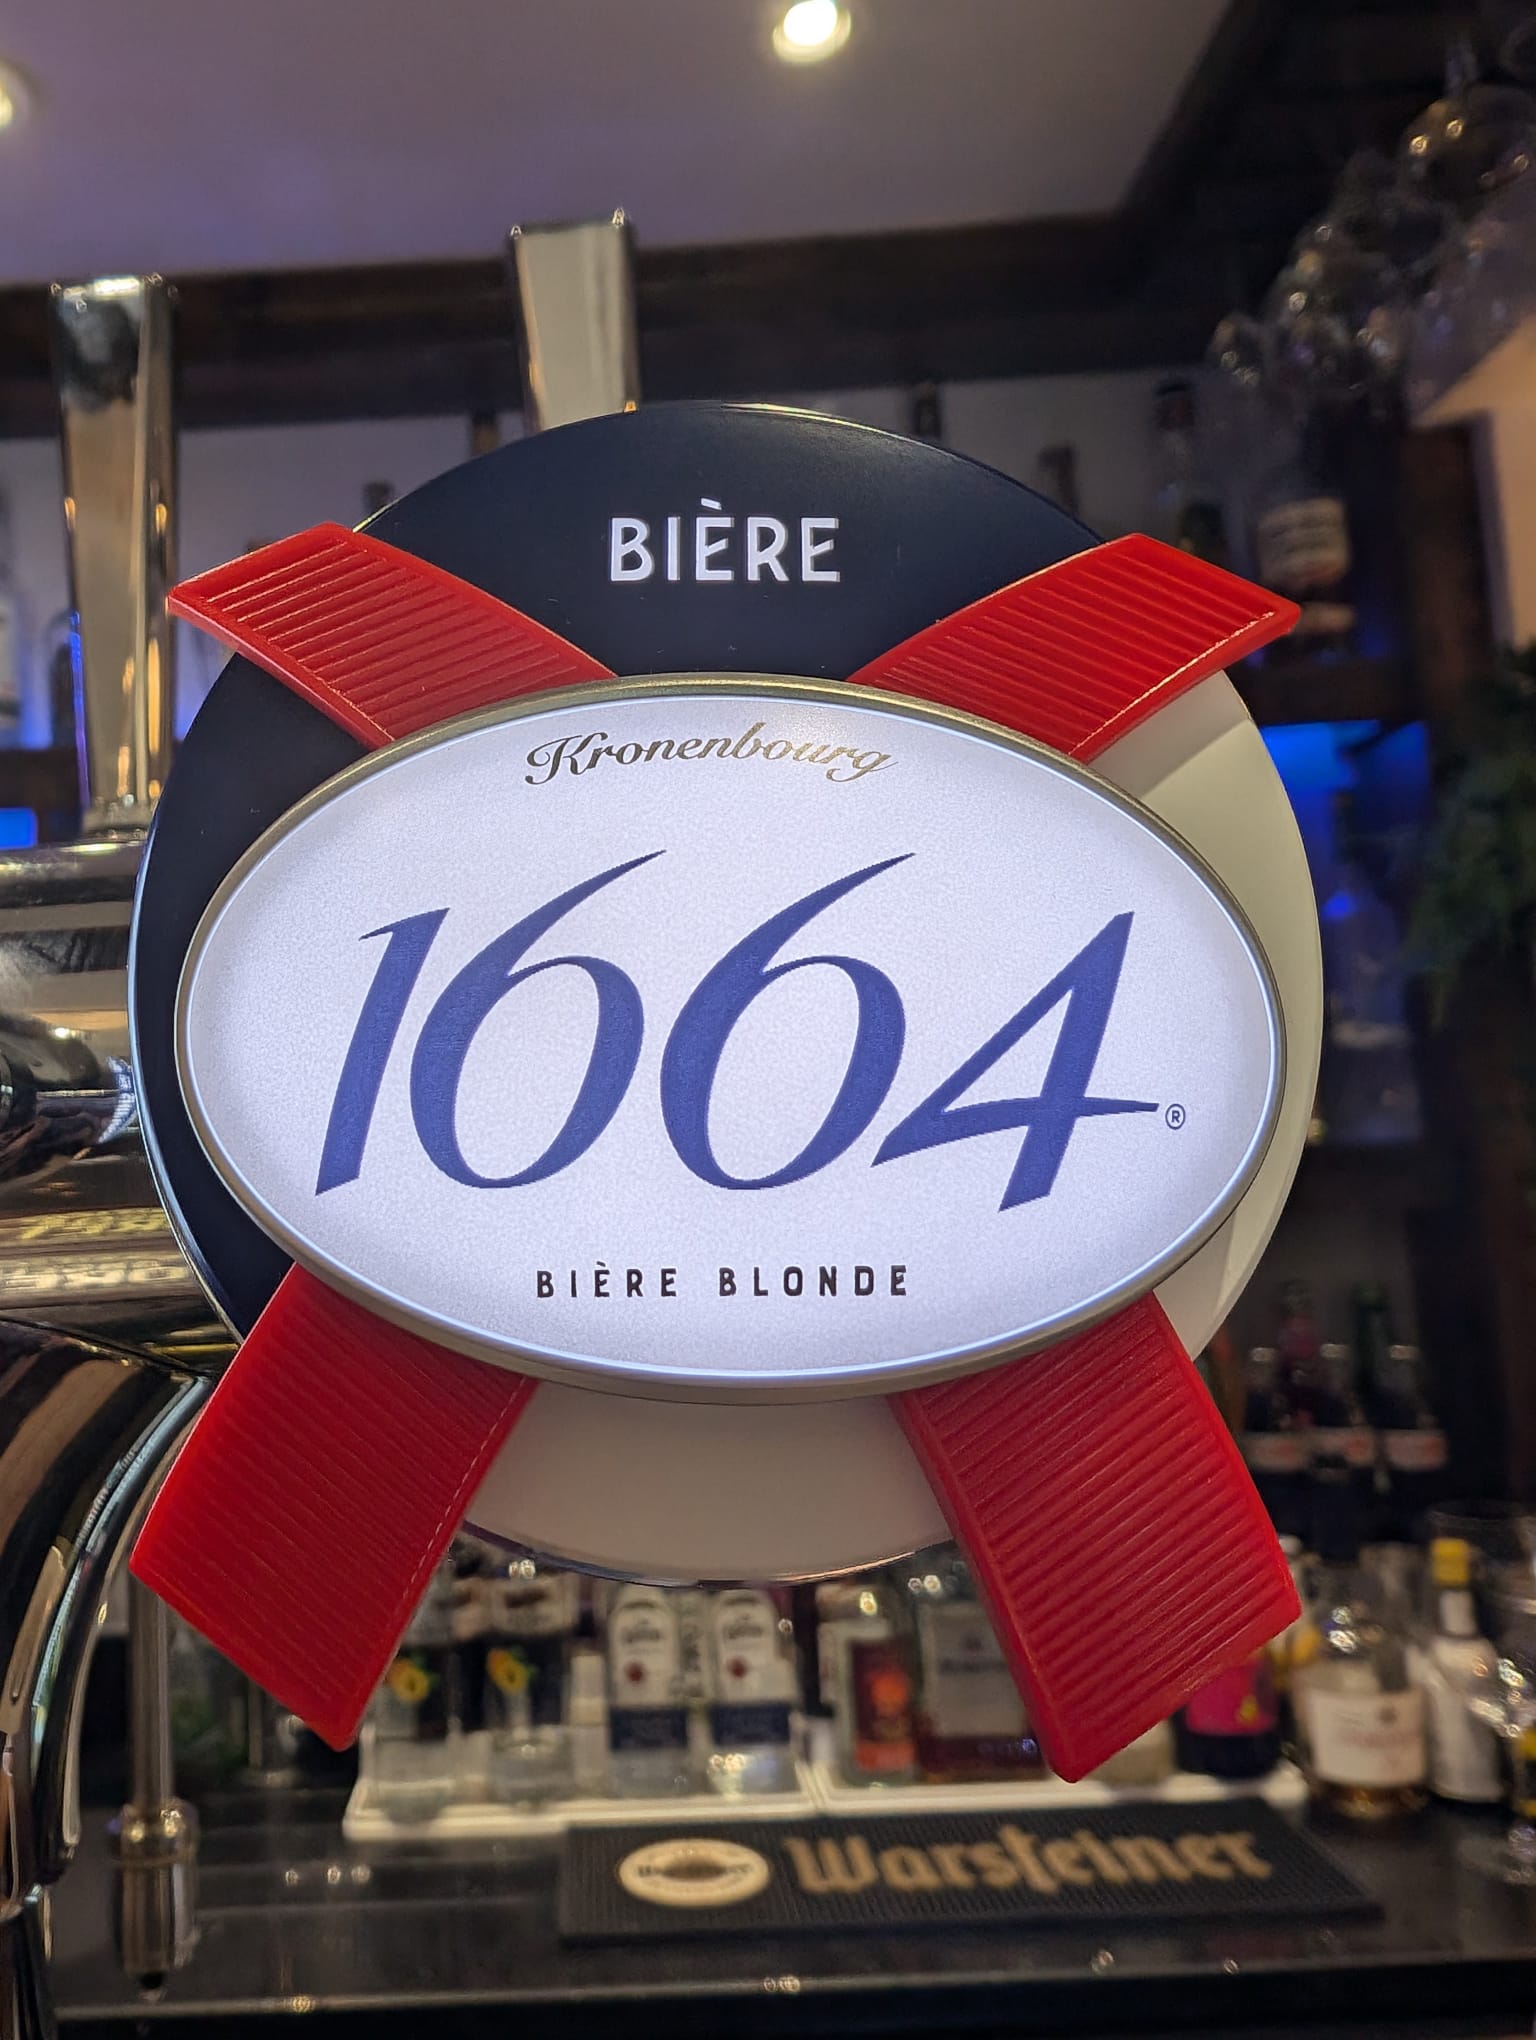 BIÈRE
Kronenbourg
1664®
BIÈRE BLONDE
Warsteiner